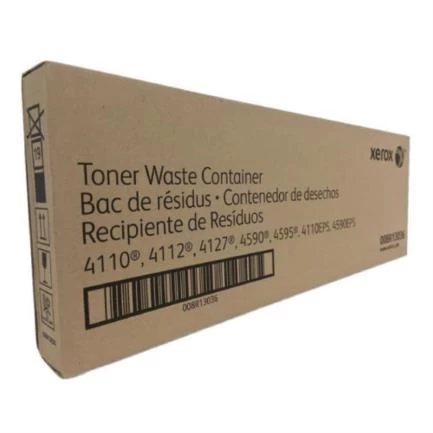 xerox
Toner Waste Container
Bac de résidus • Contenedor de desechos
Recipiente de Resíduos
4110®, 4112®, 4127®, 4590®, 4595®, 4110EPS, 4590EPS
008R13036
008R13036
19